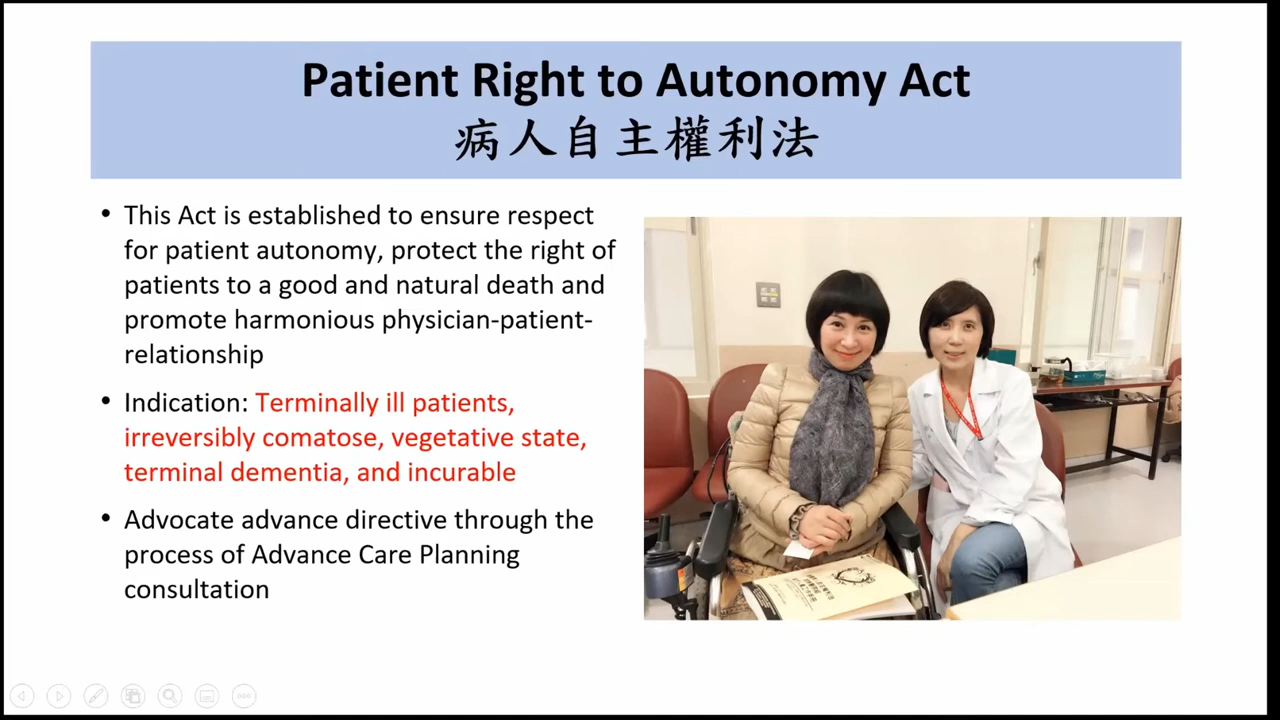 Patient Right to Autonomy Act
病人自主權利法
• This Act is established to ensure respect
for patient autonomy, protect the right of
patients to a good and natural death and
promote harmonious physician-patient-
relationship
• Indication: Terminally ill patients,
irreversibly comatose, vegetative state,
terminal dementia, and incurable
• Advocate advance directive through the
process of Advance Care Planning
consultation